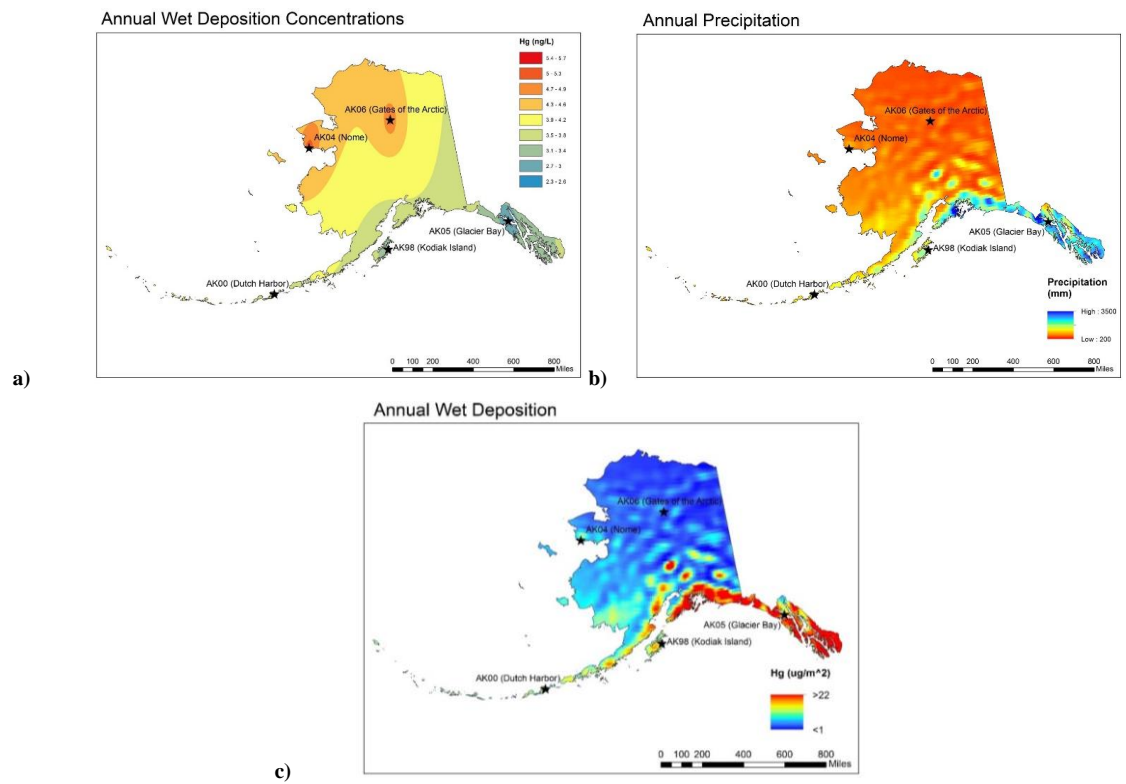 Annual Wet Deposition Concentrations
Hg (ng/L)
5.4 - 5.7
5 - 5.3
4.7 - 4.9
4.3 - 4.6
3.9 - 4.2
3.5 - 3.8
3.1 - 3.4
2.7 - 3
2.3 - 2.6
AK06 (Gates of the Arctic)
AK04 (Nome)
AK05 (Glacier Bay)
AK98 (Kodiak Island)
AK00 (Dutch Harbor)
0 100 200 400 600 800
Miles
a)
Annual Precipitation
AK06 (Gates of the Arctic)
AK04 (Nome)
AK05 (Glacier Bay)
AK98 (Kodiak Island)
AK00 (Dutch Harbor)
Precipitation
(mm)
High : 3500
Low : 200
0 100 200 400 600 800
Miles
b)
Annual Wet Deposition
AK06 (Gates of the Arctic)
AK04 (Nome)
AK05 (Glacier Bay)
AK98 (Kodiak Island)
AK00 (Dutch Harbor)
Hg (ug/m^2)
>22
<1
0 100 200 400 600 800
Miles
c)